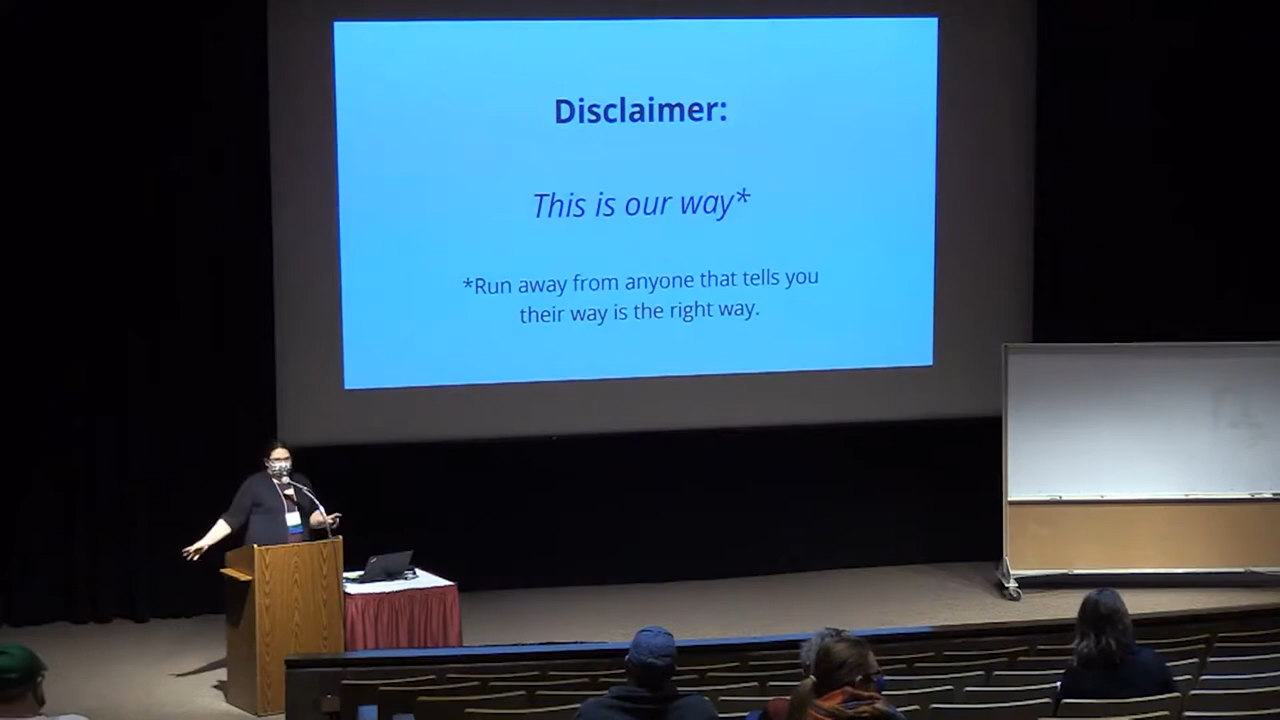 Disclaimer:
This is our way*
*Run away from anyone that tells you
their way is the right way.